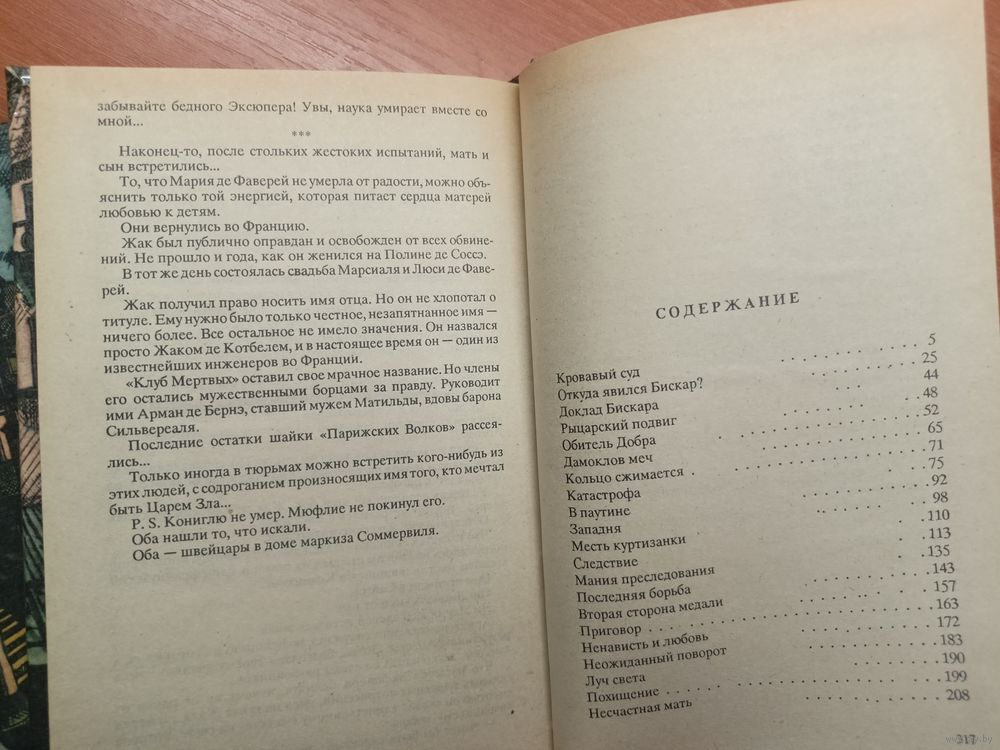 забывайте бедного Эксюпера! Увы, наука умирает вместе со
мной...
***
Наконец-то, после стольких жестоких испытаний, мать и
сын встретились...
То, что Мария де Фаверей не умерла от радости, можно объ-
яснить только той энергией, которая питает сердца матерей
любовью к детям.
Они вернулись во Францию.
Жак был публично оправдан и освобожден от всех обвине-
ний. Не прошло и года, как он женился на Полине де Соссэ.
В тот же день состоялась свадьба Марсиаля и Люси де Фаве-
рей.
Жак получил право носить имя отца. Но он не хлопотал о
титуле. Ему нужно было только честное, незапятнанное имя —
ничего более. Все остальное не имело значения. Он назвался
просто Жаком де Котбелем, и в настоящее время он — один из
известнейших инженеров во Франции.
«Клуб Мертвых» оставил свое мрачное название. Но члены
его остались мужественными борцами за правду. Руководит
ими Арман де Бернэ, ставший мужем Матильды, вдовы барона
Сильвереаля.
Последние остатки шайки «Парижских Волков» рассея-
лись...
Только иногда в тюрьмах можно встретить кого-нибудь из
этих людей, с содроганием произносящих имя того, кто мечтал
быть Царем Зла...
P. S. Кониглю не умер. Мюфлие не покинул его.
Оба нашли то, что искали.
Оба — швейцары в доме маркиза Соммервиля.
СОДЕРЖАНИЕ
Кровавый суд 5
Откуда явился Бискар? 25
Доклад Бискара 44
Рыцарский подвиг 48
Обитель Добра 52
Дамоклов меч 65
Кольцо сжимается 71
Катастрофа 75
В паутине 92
Западня 98
Месть куртизанки 110
Следствие 113
Мания преследования 135
Последняя борьба 143
Вторая сторона медали 157
Приговор 163
Ненависть и любовь 172
Неожиданный поворот 183
Луч света 190
Похищение 199
Несчастная мать 208
317